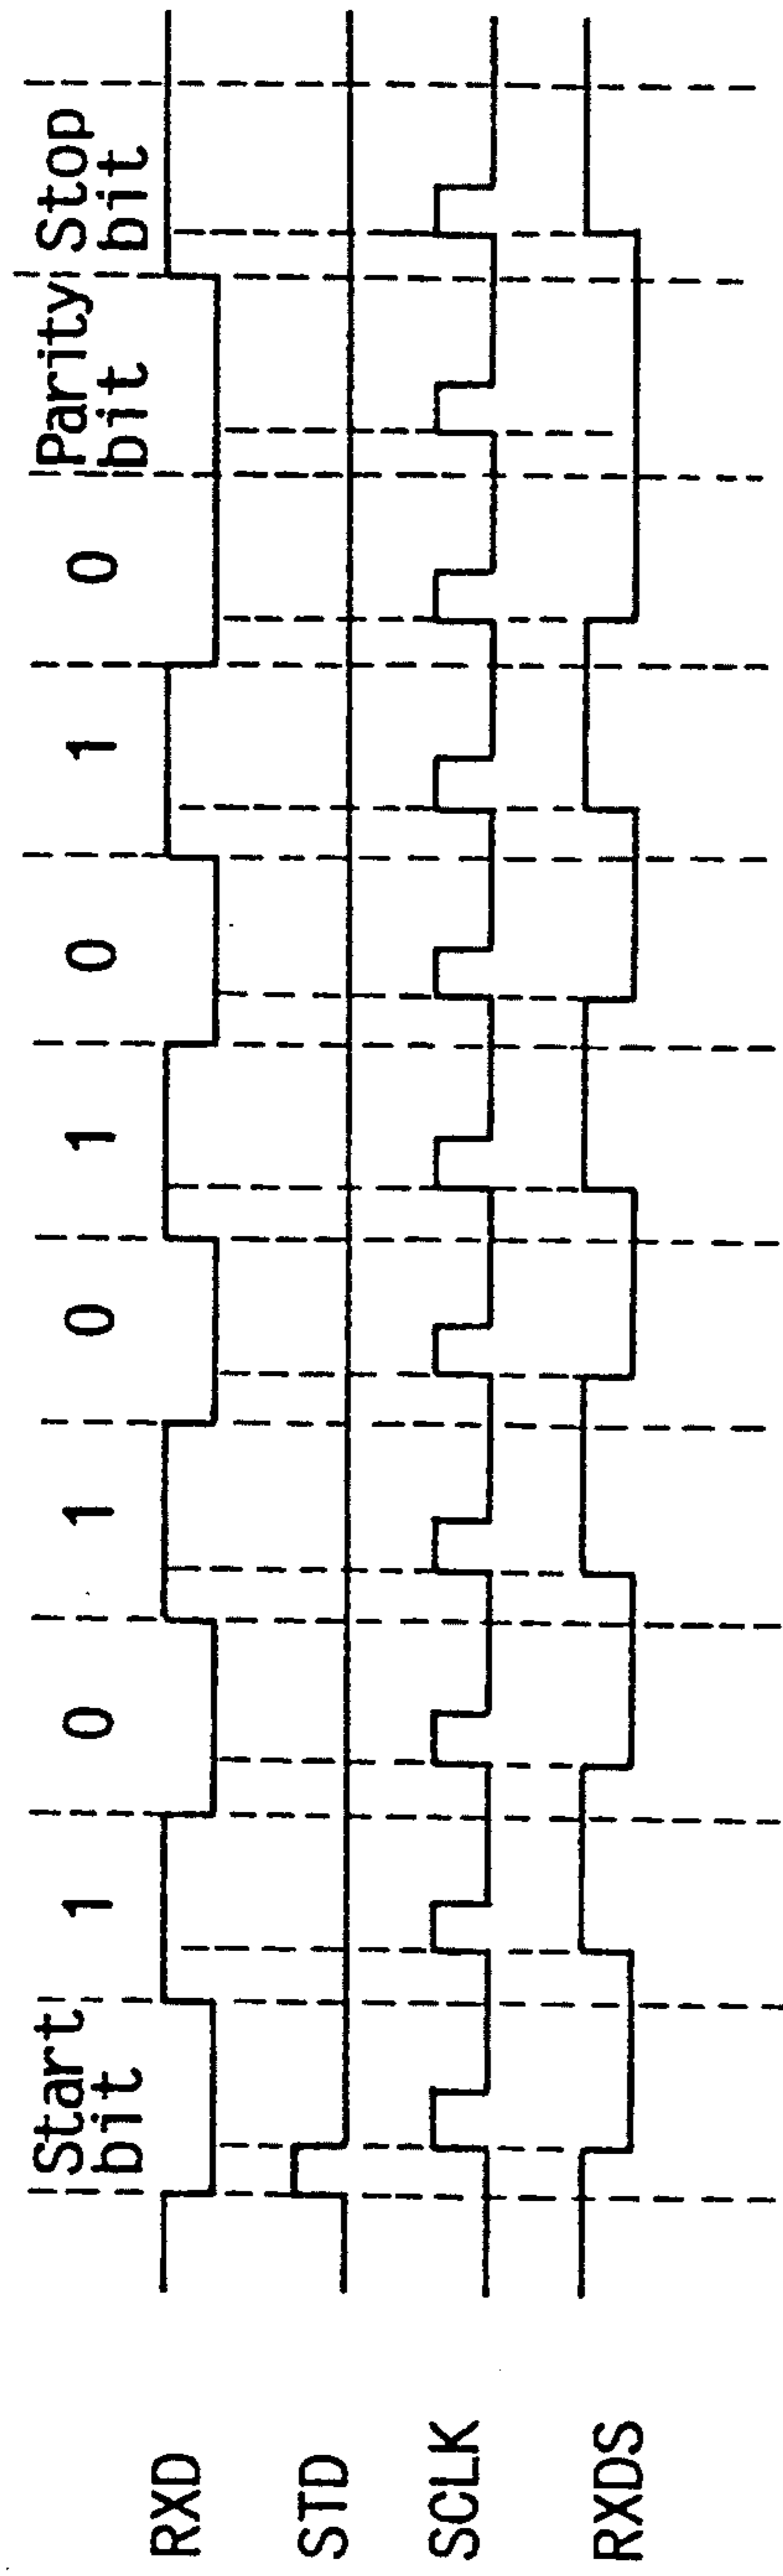 Start
bit
1
0
1
0
1
0
1
0
Parity
bit
Stop
bit
RXD
STD
SCLK
RXDS